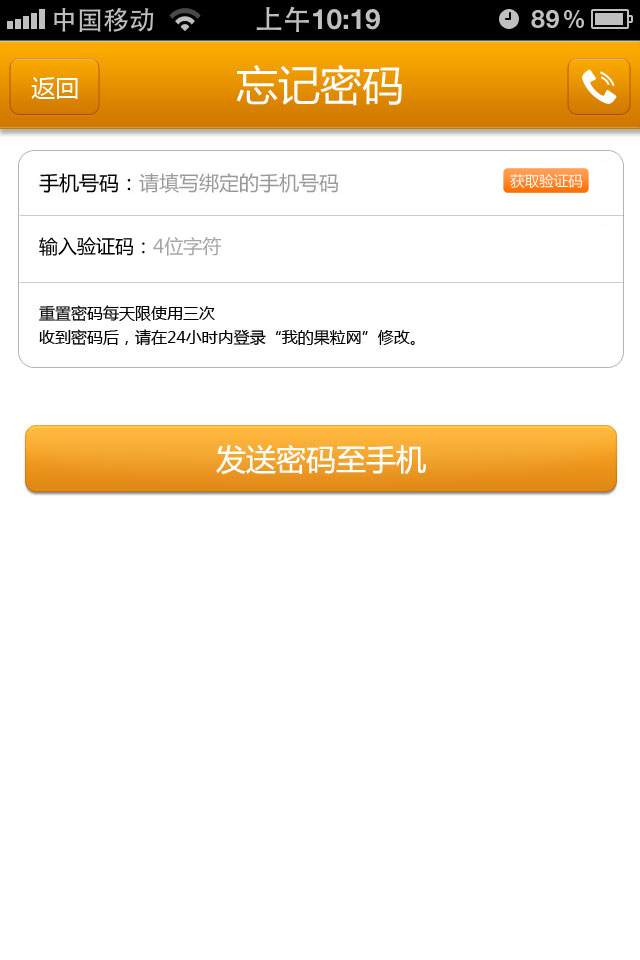 中国移动 上午10:19 89%
返回 忘记密码
手机号码：请填写绑定的手机号码 获取验证码
输入验证码：4位字符
重置密码每天限使用三次
收到密码后，请在24小时内登录“我的果粒网”修改。
发送密码至手机